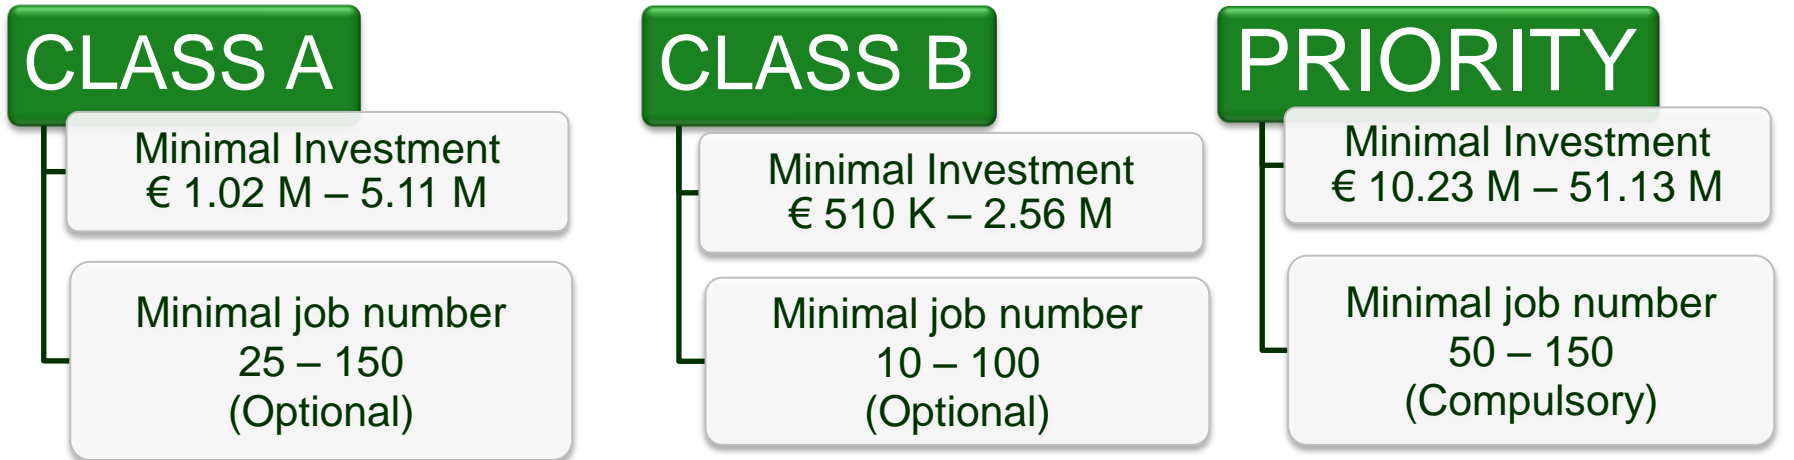 CLASS A
Minimal Investment
€ 1.02 M – 5.11 M
Minimal job number
25 – 150
(Optional)
CLASS B
Minimal Investment
€ 510 K – 2.56 M
Minimal job number
10 – 100
(Optional)
PRIORITY
Minimal Investment
€ 10.23 M – 51.13 M
Minimal job number
50 – 150
(Compulsory)